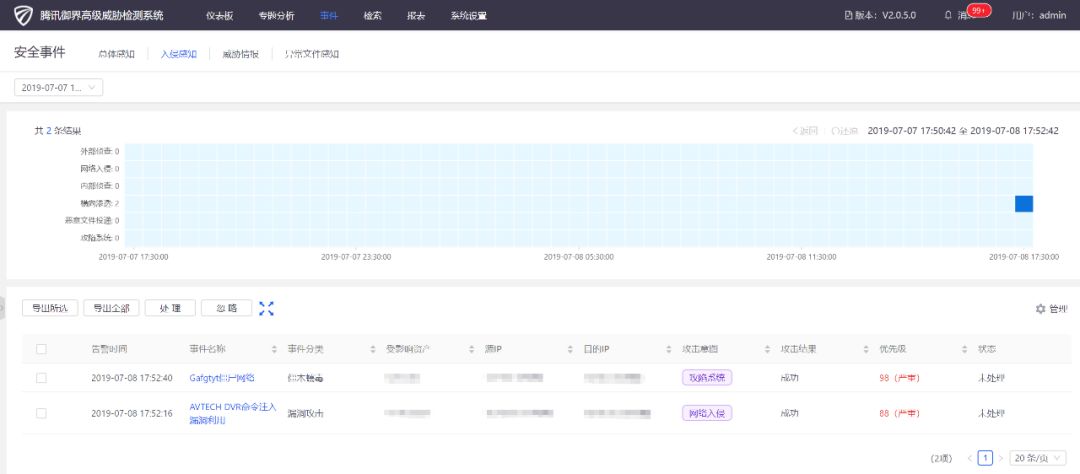 腾讯御界高级威胁检测系统 仪表板 专题分析 事件 检索 报表 系统设置 版本：V2.0.5.0 99+ 用户：admin
安全事件 总体感知 入侵感知 威胁情报 异常文件感知
2019-07-07 1...
共 2 条结果 返回 还原 2019-07-07 17:50:42 至 2019-07-08 17:52:42
外部侦查: 0
网络入侵: 0
内部侦查: 0
横向渗透: 2
恶意文件投递: 0
攻陷系统: 0
2019-07-07 17:30:00 2019-07-07 23:30:00 2019-07-08 05:30:00 2019-07-08 11:30:00 2019-07-08 17:30:00
导出所选 导出全部 处 理 忽 略 管理
告警时间 事件名称 事件分类 受影响资产 源IP 目的IP 攻击意图 攻击结果 优先级 状态
2019-07-08 17:52:40 Gafgtyt僵尸网络 僵木蠕毒 攻陷系统 成功 98（严重） 未处理
2019-07-08 17:52:16 AVTECH DVR命令注入 漏洞攻击 网络入侵 成功 88（严重） 未处理
漏洞利用
(2项) 1 20 条/页